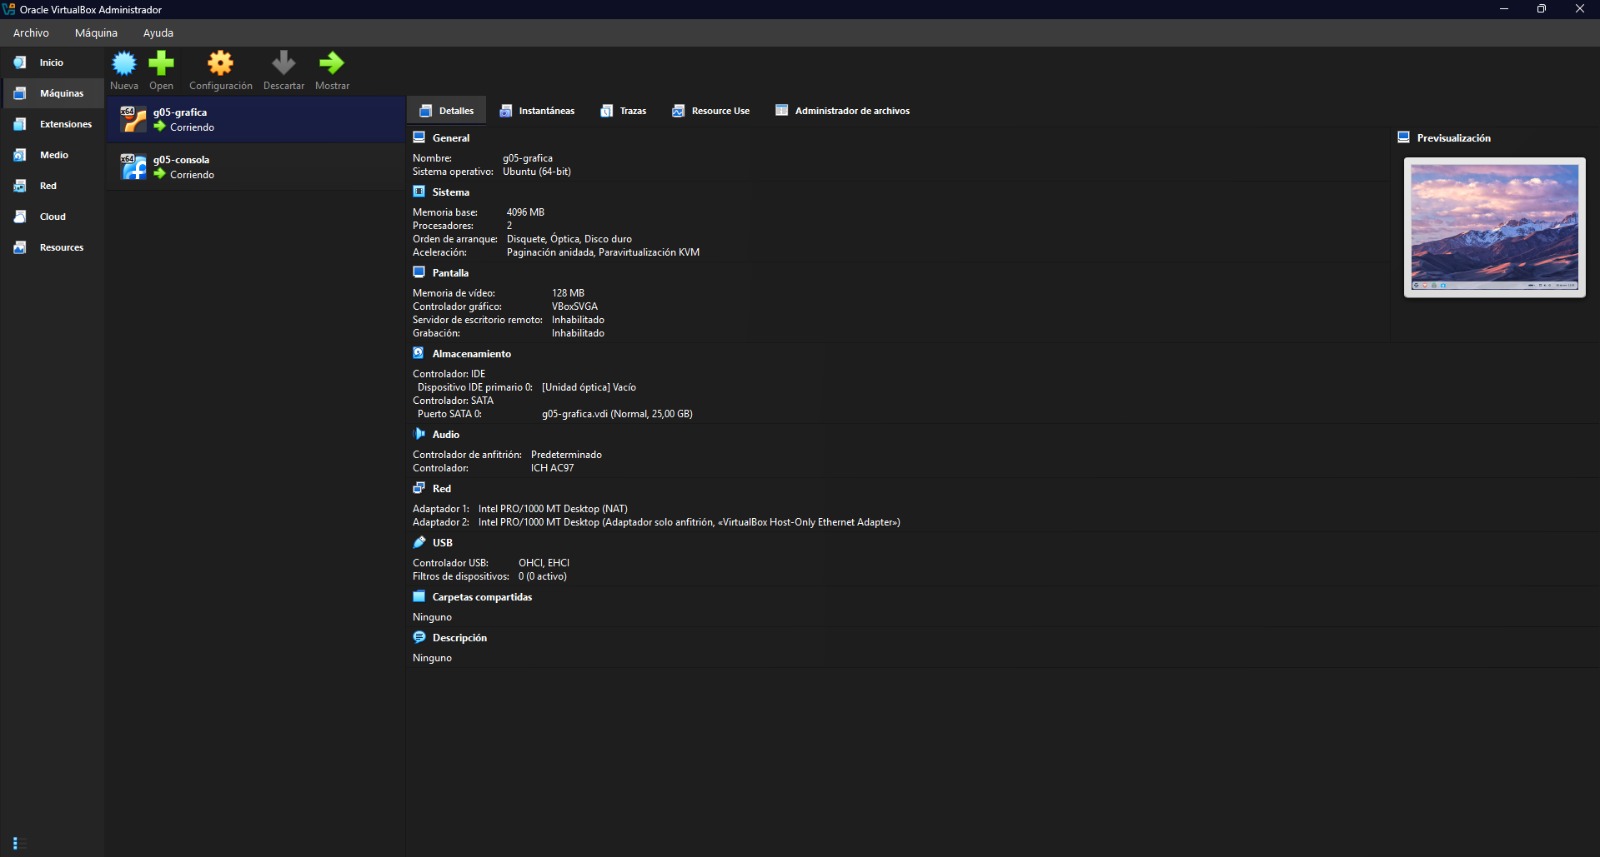 Oracle VirtualBox Administrador
Archivo Máquina Ayuda
Inicio
Máquinas
Extensiones
Medio
Red
Cloud
Resources
Nueva Open Configuración Descartar Mostrar
x64 g05-grafica
Corriendo
x64 g05-consola
Corriendo
Detalles Instantáneas Trazas Resource Use Administrador de archivos
General
Nombre: g05-grafica
Sistema operativo: Ubuntu (64-bit)
Sistema
Memoria base: 4096 MB
Procesadores: 2
Orden de arranque: Disquete, Óptica, Disco duro
Aceleración: Paginación anidada, Paravirtualización KVM
Pantalla
Memoria de vídeo: 128 MB
Controlador gráfico: VBoxSVGA
Servidor de escritorio remoto: Inhabilitado
Grabación: Inhabilitado
Almacenamiento
Controlador: IDE
Dispositivo IDE primario 0: [Unidad óptica] Vacío
Controlador: SATA
Puerto SATA 0: g05-grafica.vdi (Normal, 25,00 GB)
Audio
Controlador de anfitrión: Predeterminado
Controlador: ICH AC97
Red
Adaptador 1: Intel PRO/1000 MT Desktop (NAT)
Adaptador 2: Intel PRO/1000 MT Desktop (Adaptador solo anfitrión, «VirtualBox Host-Only Ethernet Adapter»)
USB
Controlador USB: OHCI, EHCI
Filtros de dispositivos: 0 (0 activo)
Carpetas compartidas
Ninguno
Descripción
Ninguno
Previsualización